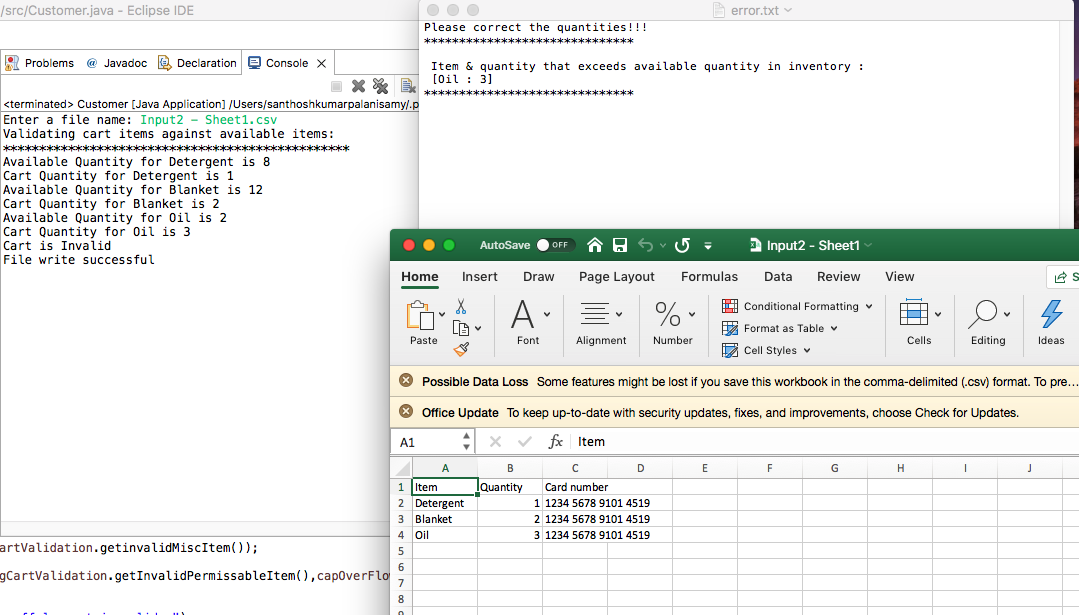 /src/Customer.java - Eclipse IDE
Problems @ Javadoc Declaration Console
<terminated> Customer [Java Application] /Users/santhoshkumarpalanisamy/.p
Enter a file name: Input2 - Sheet1.csv
Validating cart items against available items:
************************************************
Available Quantity for Detergent is 8
Cart Quantity for Detergent is 1
Available Quantity for Blanket is 12
Cart Quantity for Blanket is 2
Available Quantity for Oil is 2
Cart Quantity for Oil is 3
Cart is Invalid
File write successful
artValidation.getinvalidMiscItem());
gCartValidation.getInvalidPermissableItem(),capOverFlo
error.txt
Please correct the quantities!!!
*****************************
Item & quantity that exceeds available quantity in inventory :
[Oil : 3]
*****************************
AutoSave OFF Input2 - Sheet1
Home Insert Draw Page Layout Formulas Data Review View S
Paste Font Alignment % Number
Conditional Formatting
Format as Table
Cell Styles
Cells Editing Ideas
Possible Data Loss Some features might be lost if you save this workbook in the comma-delimited (.csv) format. To pre...
Office Update To keep up-to-date with security updates, fixes, and improvements, choose Check for Updates.
A1 fx Item
A B C D E F G H I J
1 Item Quantity Card number
2 Detergent 1 1234 5678 9101 4519
3 Blanket 2 1234 5678 9101 4519
4 Oil 3 1234 5678 9101 4519
5
6
7
8